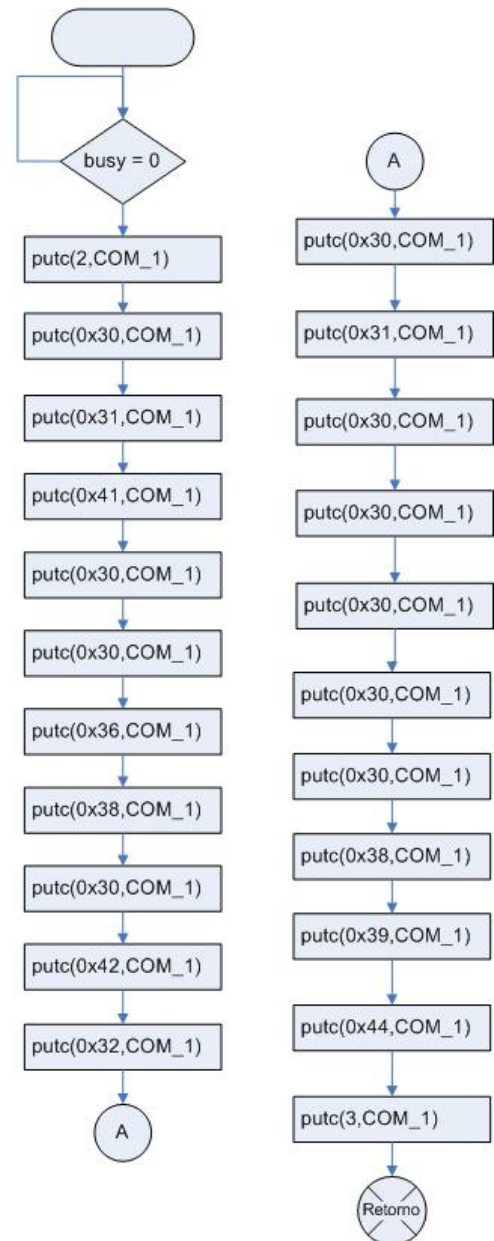 busy = 0
putc(2,COM_1)
putc(0x30,COM_1)
putc(0x31,COM_1)
putc(0x41,COM_1)
putc(0x30,COM_1)
putc(0x30,COM_1)
putc(0x36,COM_1)
putc(0x38,COM_1)
putc(0x30,COM_1)
putc(0x42,COM_1)
putc(0x32,COM_1)
A
A
putc(0x30,COM_1)
putc(0x31,COM_1)
putc(0x30,COM_1)
putc(0x30,COM_1)
putc(0x30,COM_1)
putc(0x30,COM_1)
putc(0x30,COM_1)
putc(0x38,COM_1)
putc(0x39,COM_1)
putc(0x44,COM_1)
putc(3,COM_1)
Retorno